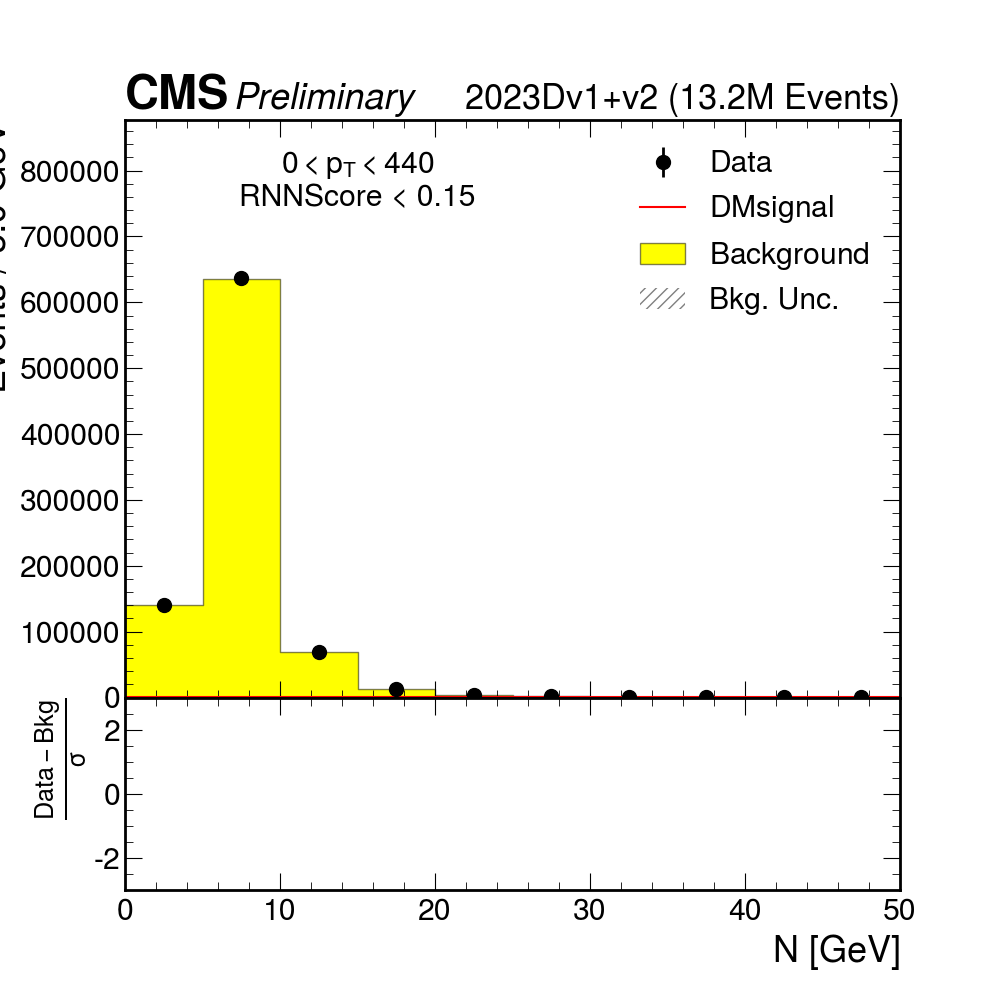 CMS Preliminary 2023Dv1+v2 (13.2M Events)
0 < pT < 440
RNNScore < 0.15
Data
DMsignal
Background
Bkg. Unc.
800000
700000
600000
500000
400000
300000
200000
100000
0
Data – Bkg
σ
2
0
-2
0 10 20 30 40 50
N [GeV]